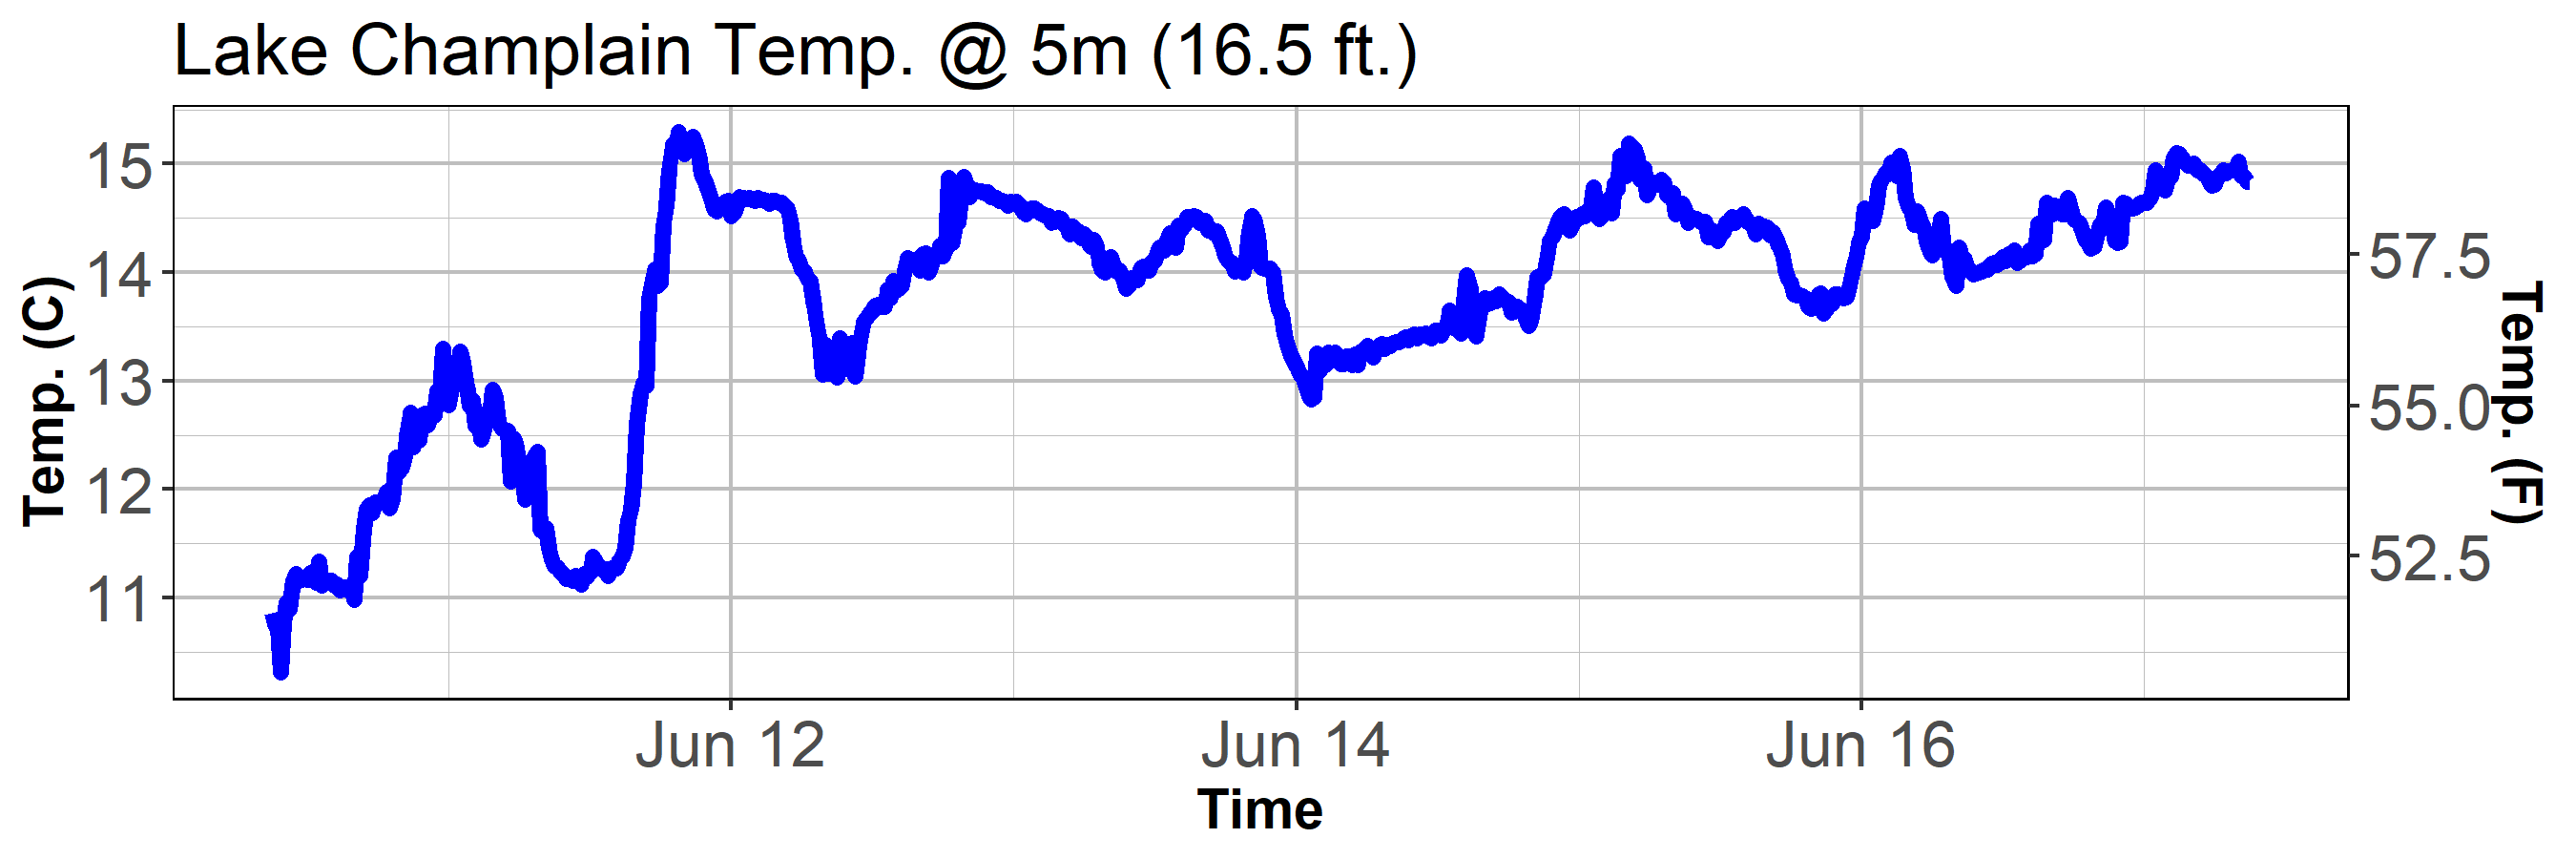 Lake Champlain Temp. @ 5m (16.5 ft.)
15
14
13
12
11
Temp. (C)
57.5
55.0
52.5
Temp. (F)
Jun 12 Jun 14 Jun 16
Time